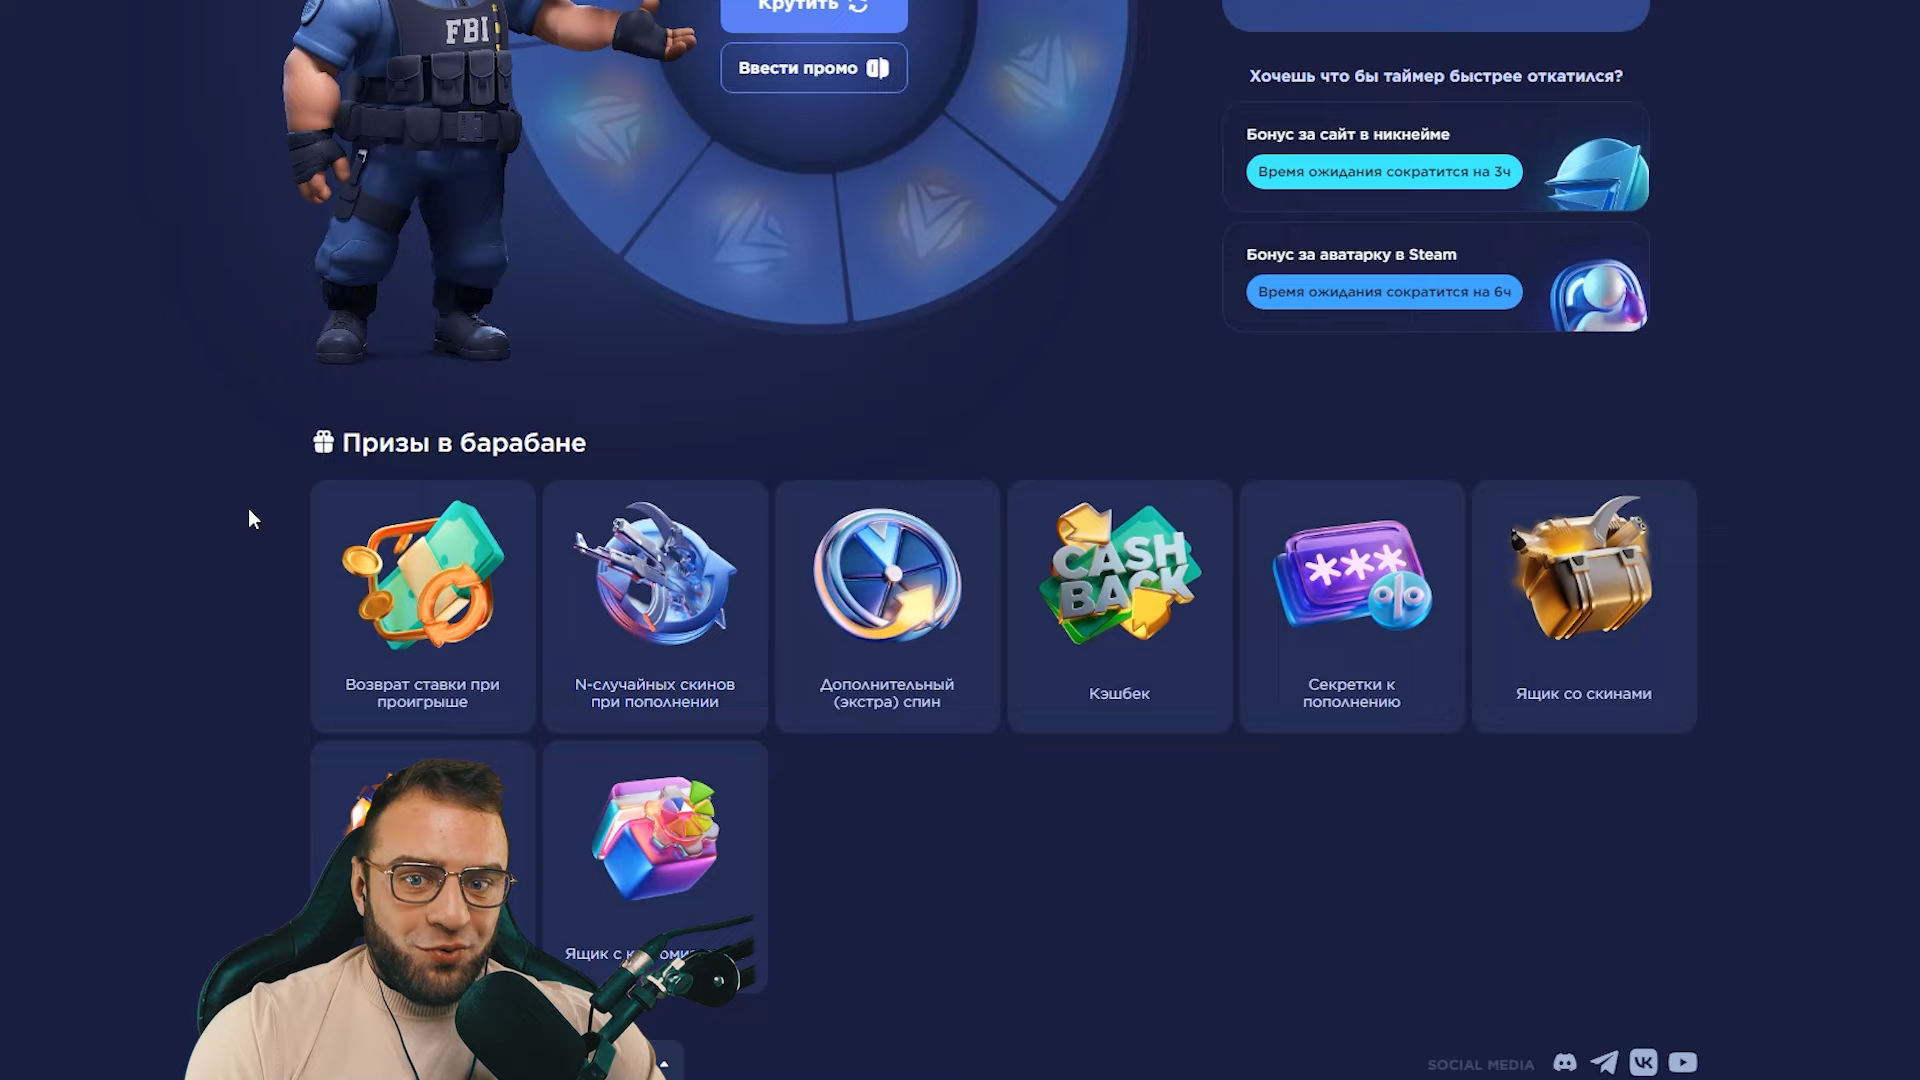 FBI
Крутить
Ввести промо
Хочешь что бы таймер быстрее откатился?
Бонус за сайт в никнейме
Время ожидания сократится на 3ч
Бонус за аватарку в Steam
Время ожидания сократится на 6ч
Призы в барабане
CASH
BACK
***
%
Возврат ставки при
проигрыше
N-случайных скинов
при пополнении
Дополнительный
(экстра) спин
Кэшбек
Секретки к
пополнению
Ящик со скинами
Ящик с
SOCIAL MEDIA